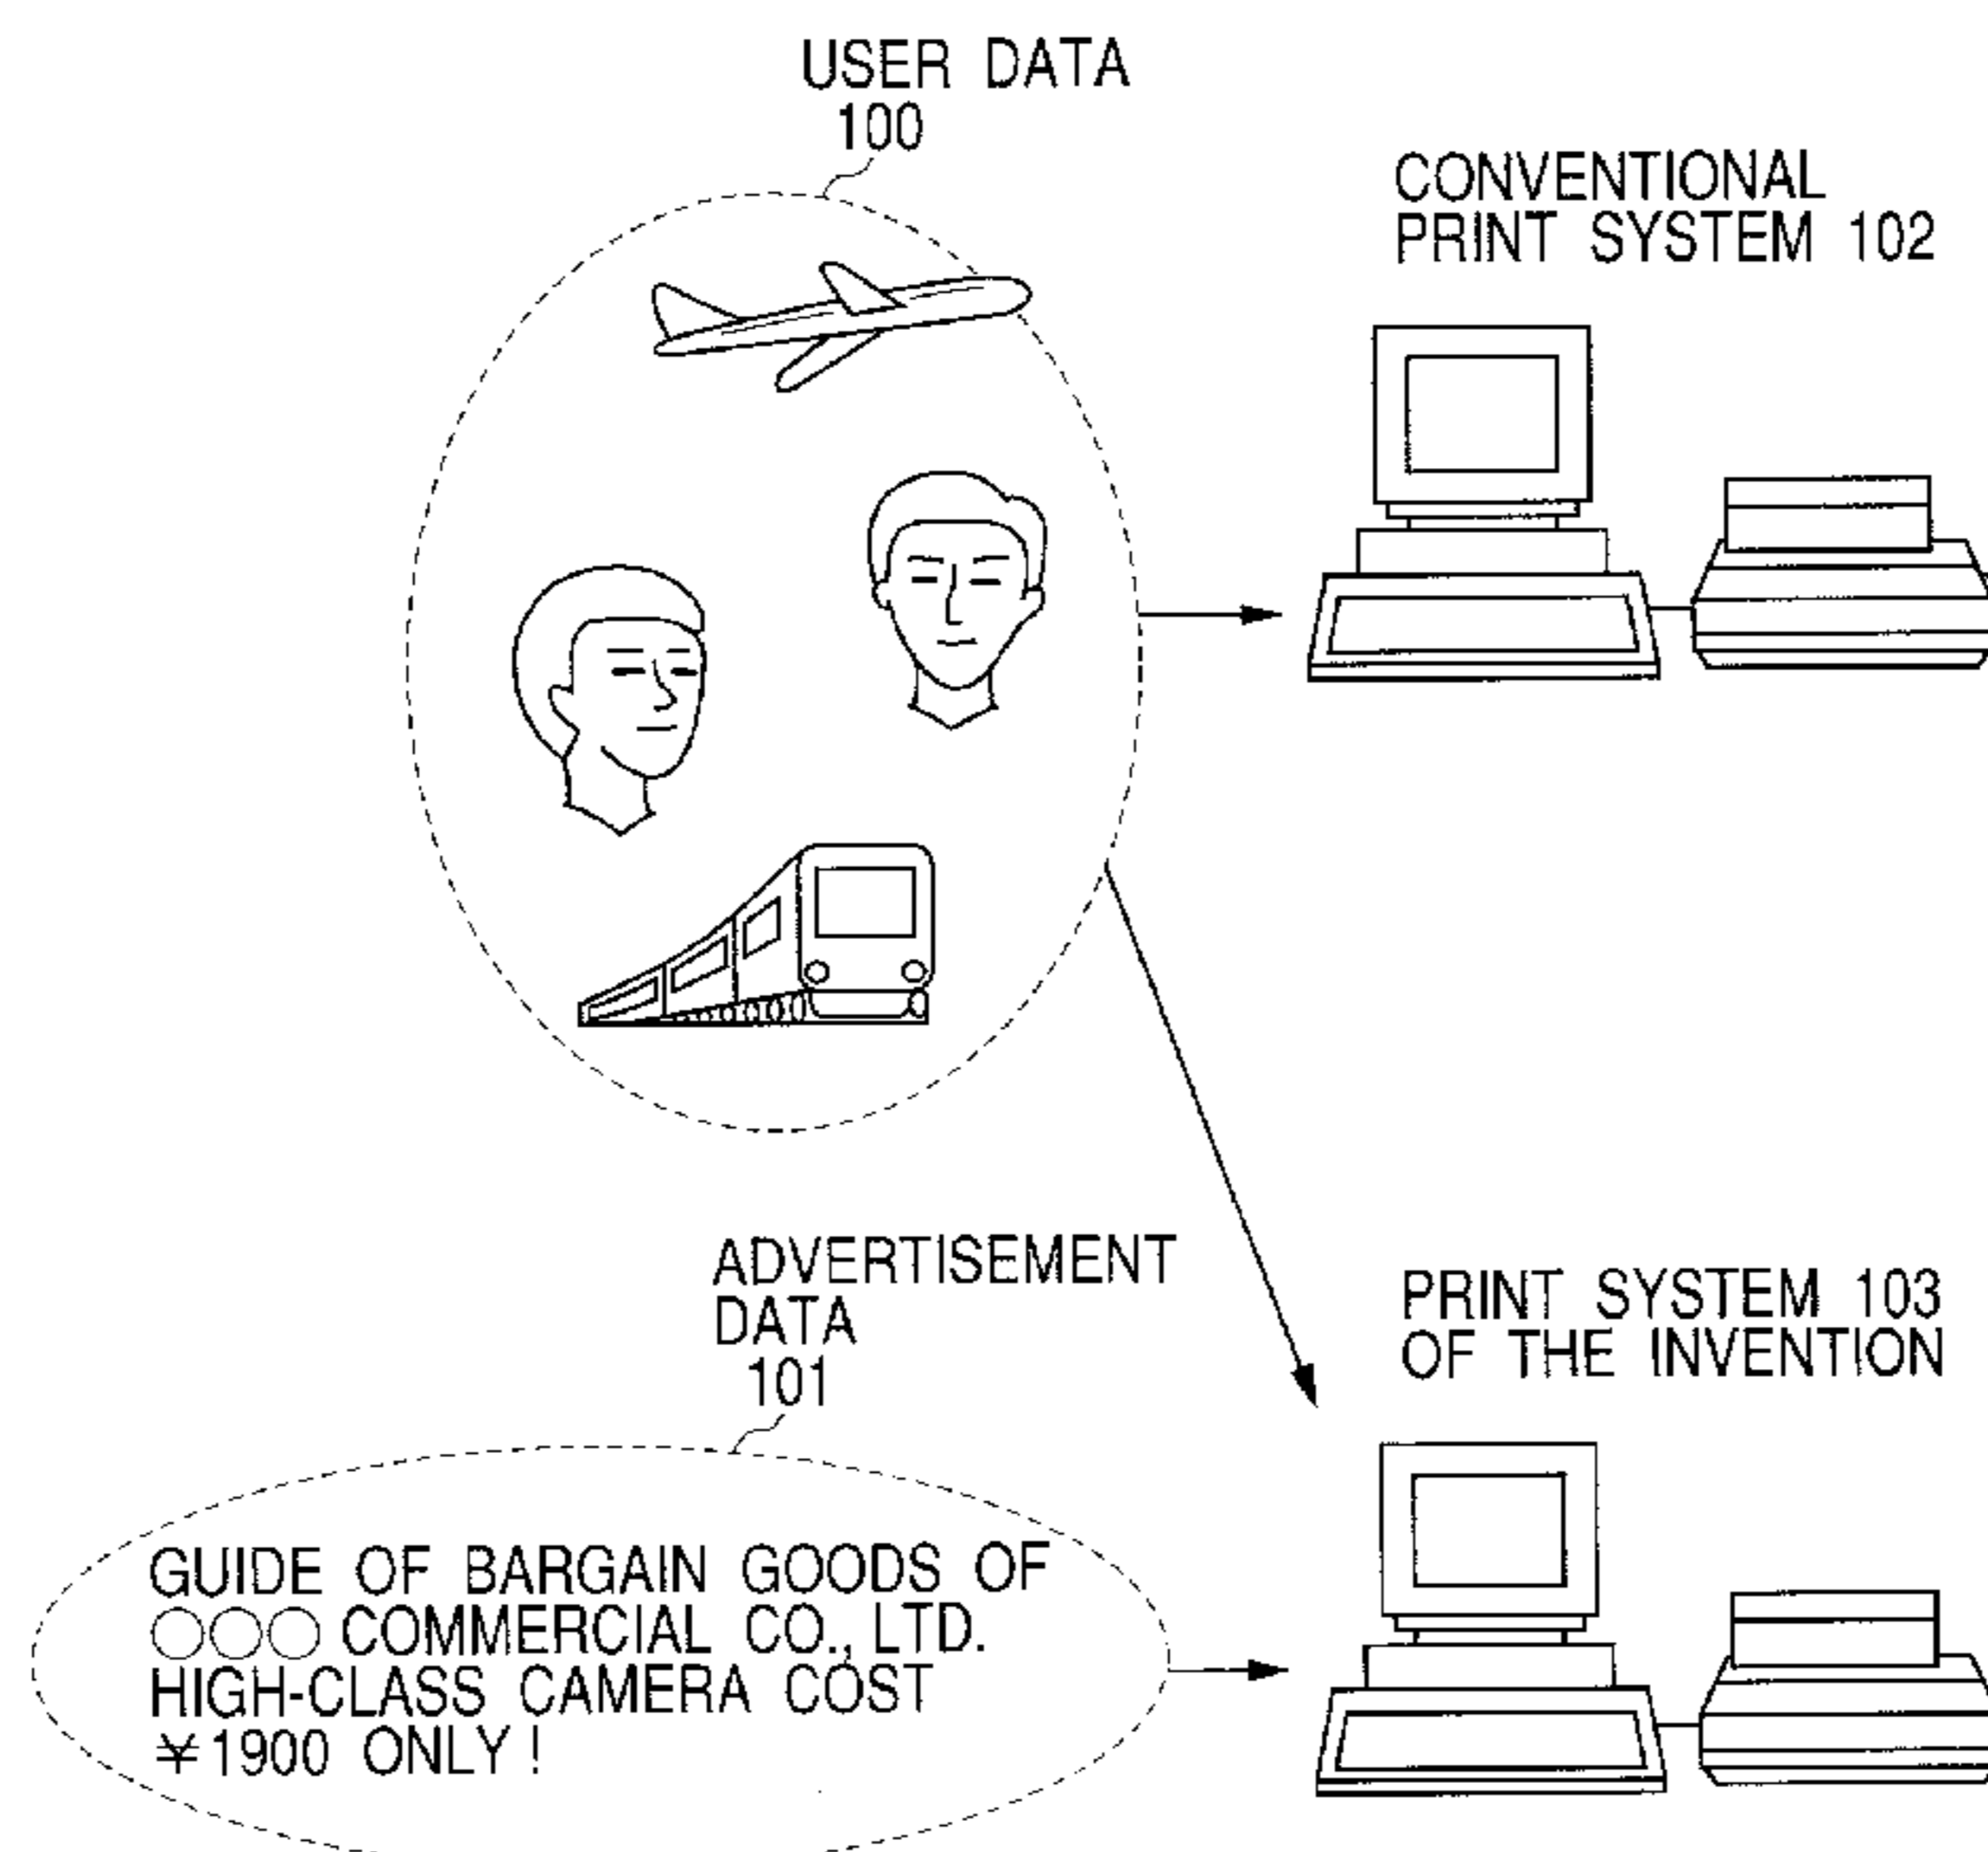 USER DATA
100
CONVENTIONAL
PRINT SYSTEM 102
ADVERTISEMENT
DATA
101
PRINT SYSTEM 103
OF THE INVENTION
GUIDE OF BARGAIN GOODS OF
○○○ COMMERCIAL CO., LTD.
HIGH-CLASS CAMERA COST
¥1900 ONLY!